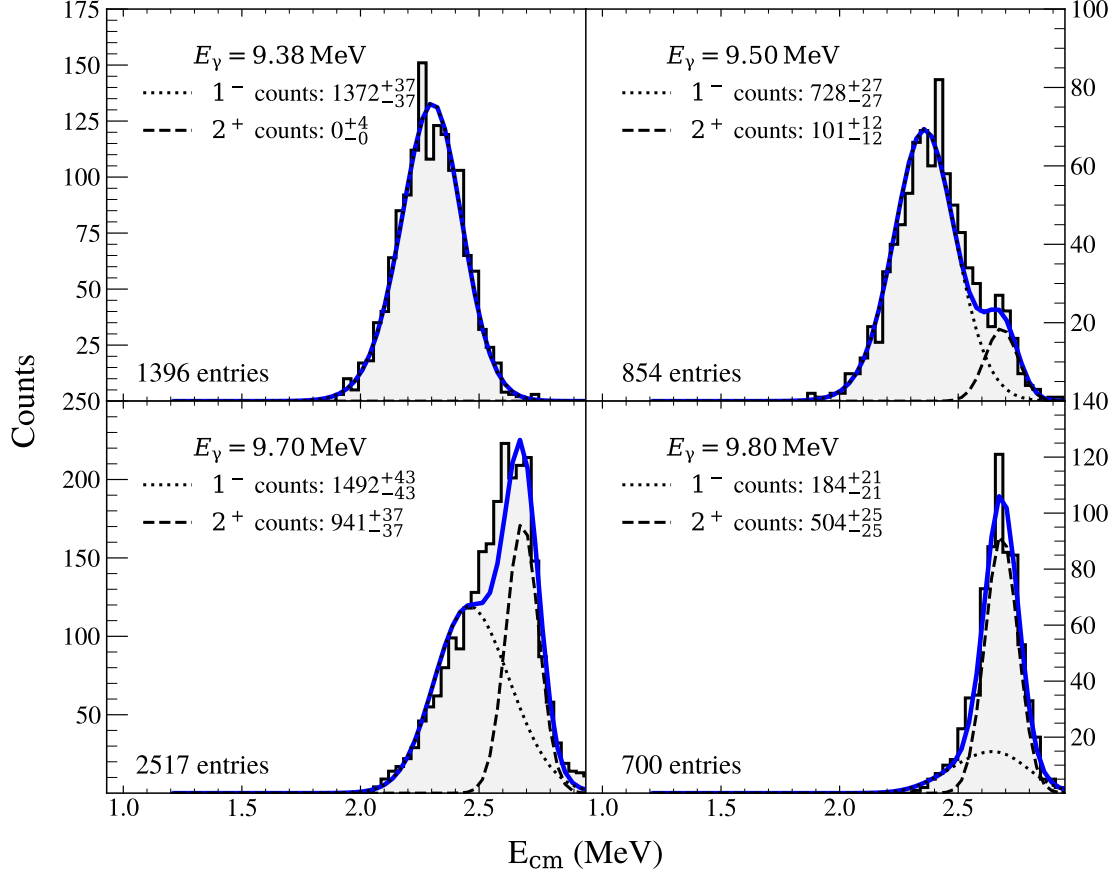 175
150
125
100
75
50
25
250
E_γ = 9.38 MeV
1⁻ counts: 1372⁺³⁷₋₃₇
2⁺ counts: 0⁺⁴₋₀
1396 entries
E_γ = 9.50 MeV
1⁻ counts: 728⁺²⁷₋₂₇
2⁺ counts: 101⁺¹²₋₁₂
854 entries
100
80
60
40
20
140
Counts
200
150
100
50
E_γ = 9.70 MeV
1⁻ counts: 1492⁺⁴³₋₄₃
2⁺ counts: 941⁺³⁷₋₃₇
2517 entries
E_γ = 9.80 MeV
1⁻ counts: 184⁺²¹₋₂₁
2⁺ counts: 504⁺²⁵₋₂₅
700 entries
120
100
80
60
40
20
1.0 1.5 2.0 2.5 1.0 1.5 2.0 2.5
E_cm (MeV)